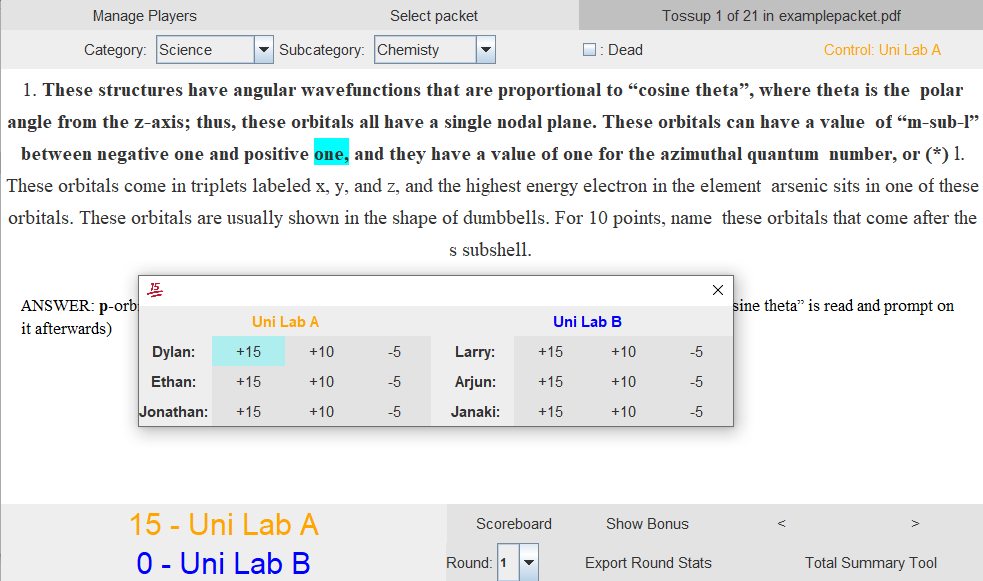 Manage Players Select packet Tossup 1 of 21 in examplepacket.pdf
Category: Science Subcategory: Chemisty : Dead Control: Uni Lab A
1. These structures have angular wavefunctions that are proportional to “cosine theta”, where theta is the polar
angle from the z-axis; thus, these orbitals all have a single nodal plane. These orbitals can have a value of “m-sub-l”
between negative one and positive one, and they have a value of one for the azimuthal quantum number, or (*) l.
These orbitals come in triplets labeled x, y, and z, and the highest energy electron in the element arsenic sits in one of these
orbitals. These orbitals are usually shown in the shape of dumbbells. For 10 points, name these orbitals that come after the
s subshell.
ANSWER: p-orb sine theta” is read and prompt on
it afterwards)
15
Uni Lab A Uni Lab B
Dylan: +15 +10 -5 Larry: +15 +10 -5
Ethan: +15 +10 -5 Arjun: +15 +10 -5
Jonathan: +15 +10 -5 Janaki: +15 +10 -5
15 - Uni Lab A
0 - Uni Lab B
Scoreboard Show Bonus < >
Round: 1 Export Round Stats Total Summary Tool